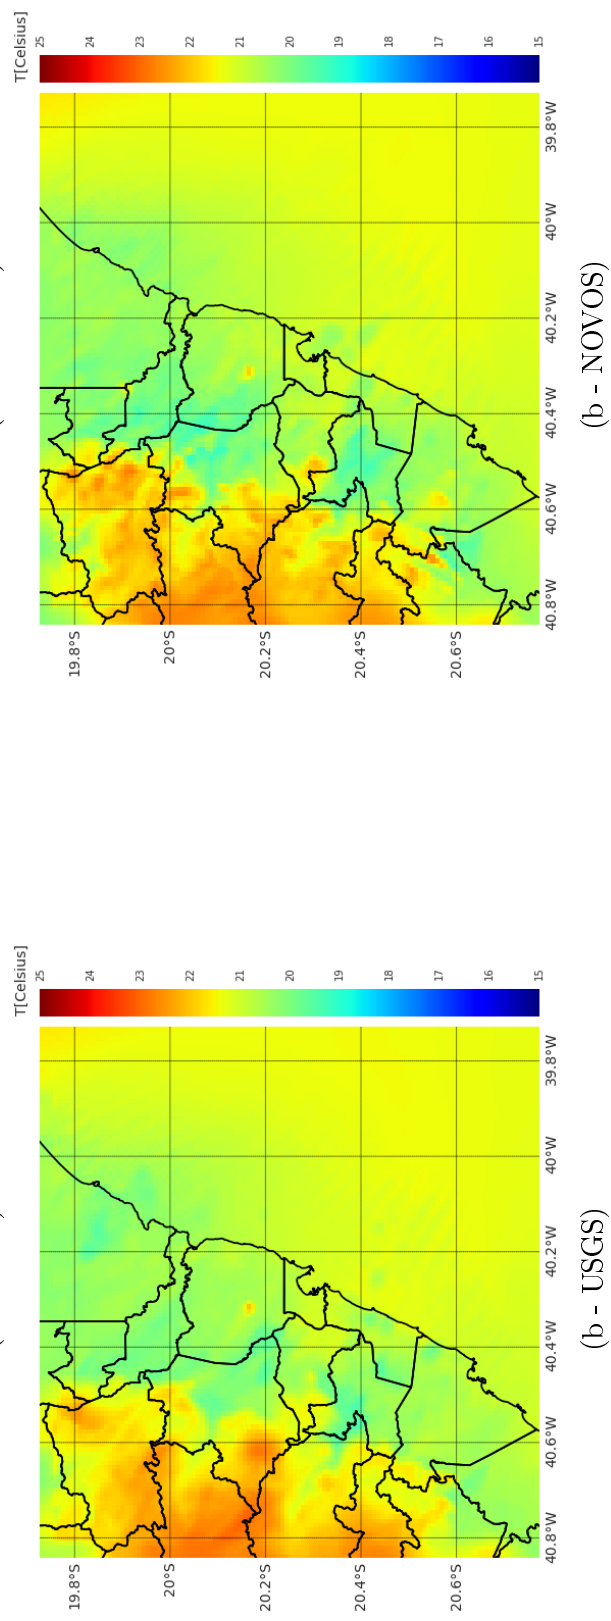 T[Celsius]
25
24
23
22
21
20
19
18
17
16
15
19.8°S
20°S
20.2°S
20.4°S
20.6°S
40.8°W
40.6°W
40.4°W
40.2°W
40°W
39.8°W
(b - USGS)
T[Celsius]
25
24
23
22
21
20
19
18
17
16
15
19.8°S
20°S
20.2°S
20.4°S
20.6°S
40.8°W
40.6°W
40.4°W
40.2°W
40°W
39.8°W
(b - NOVOS)